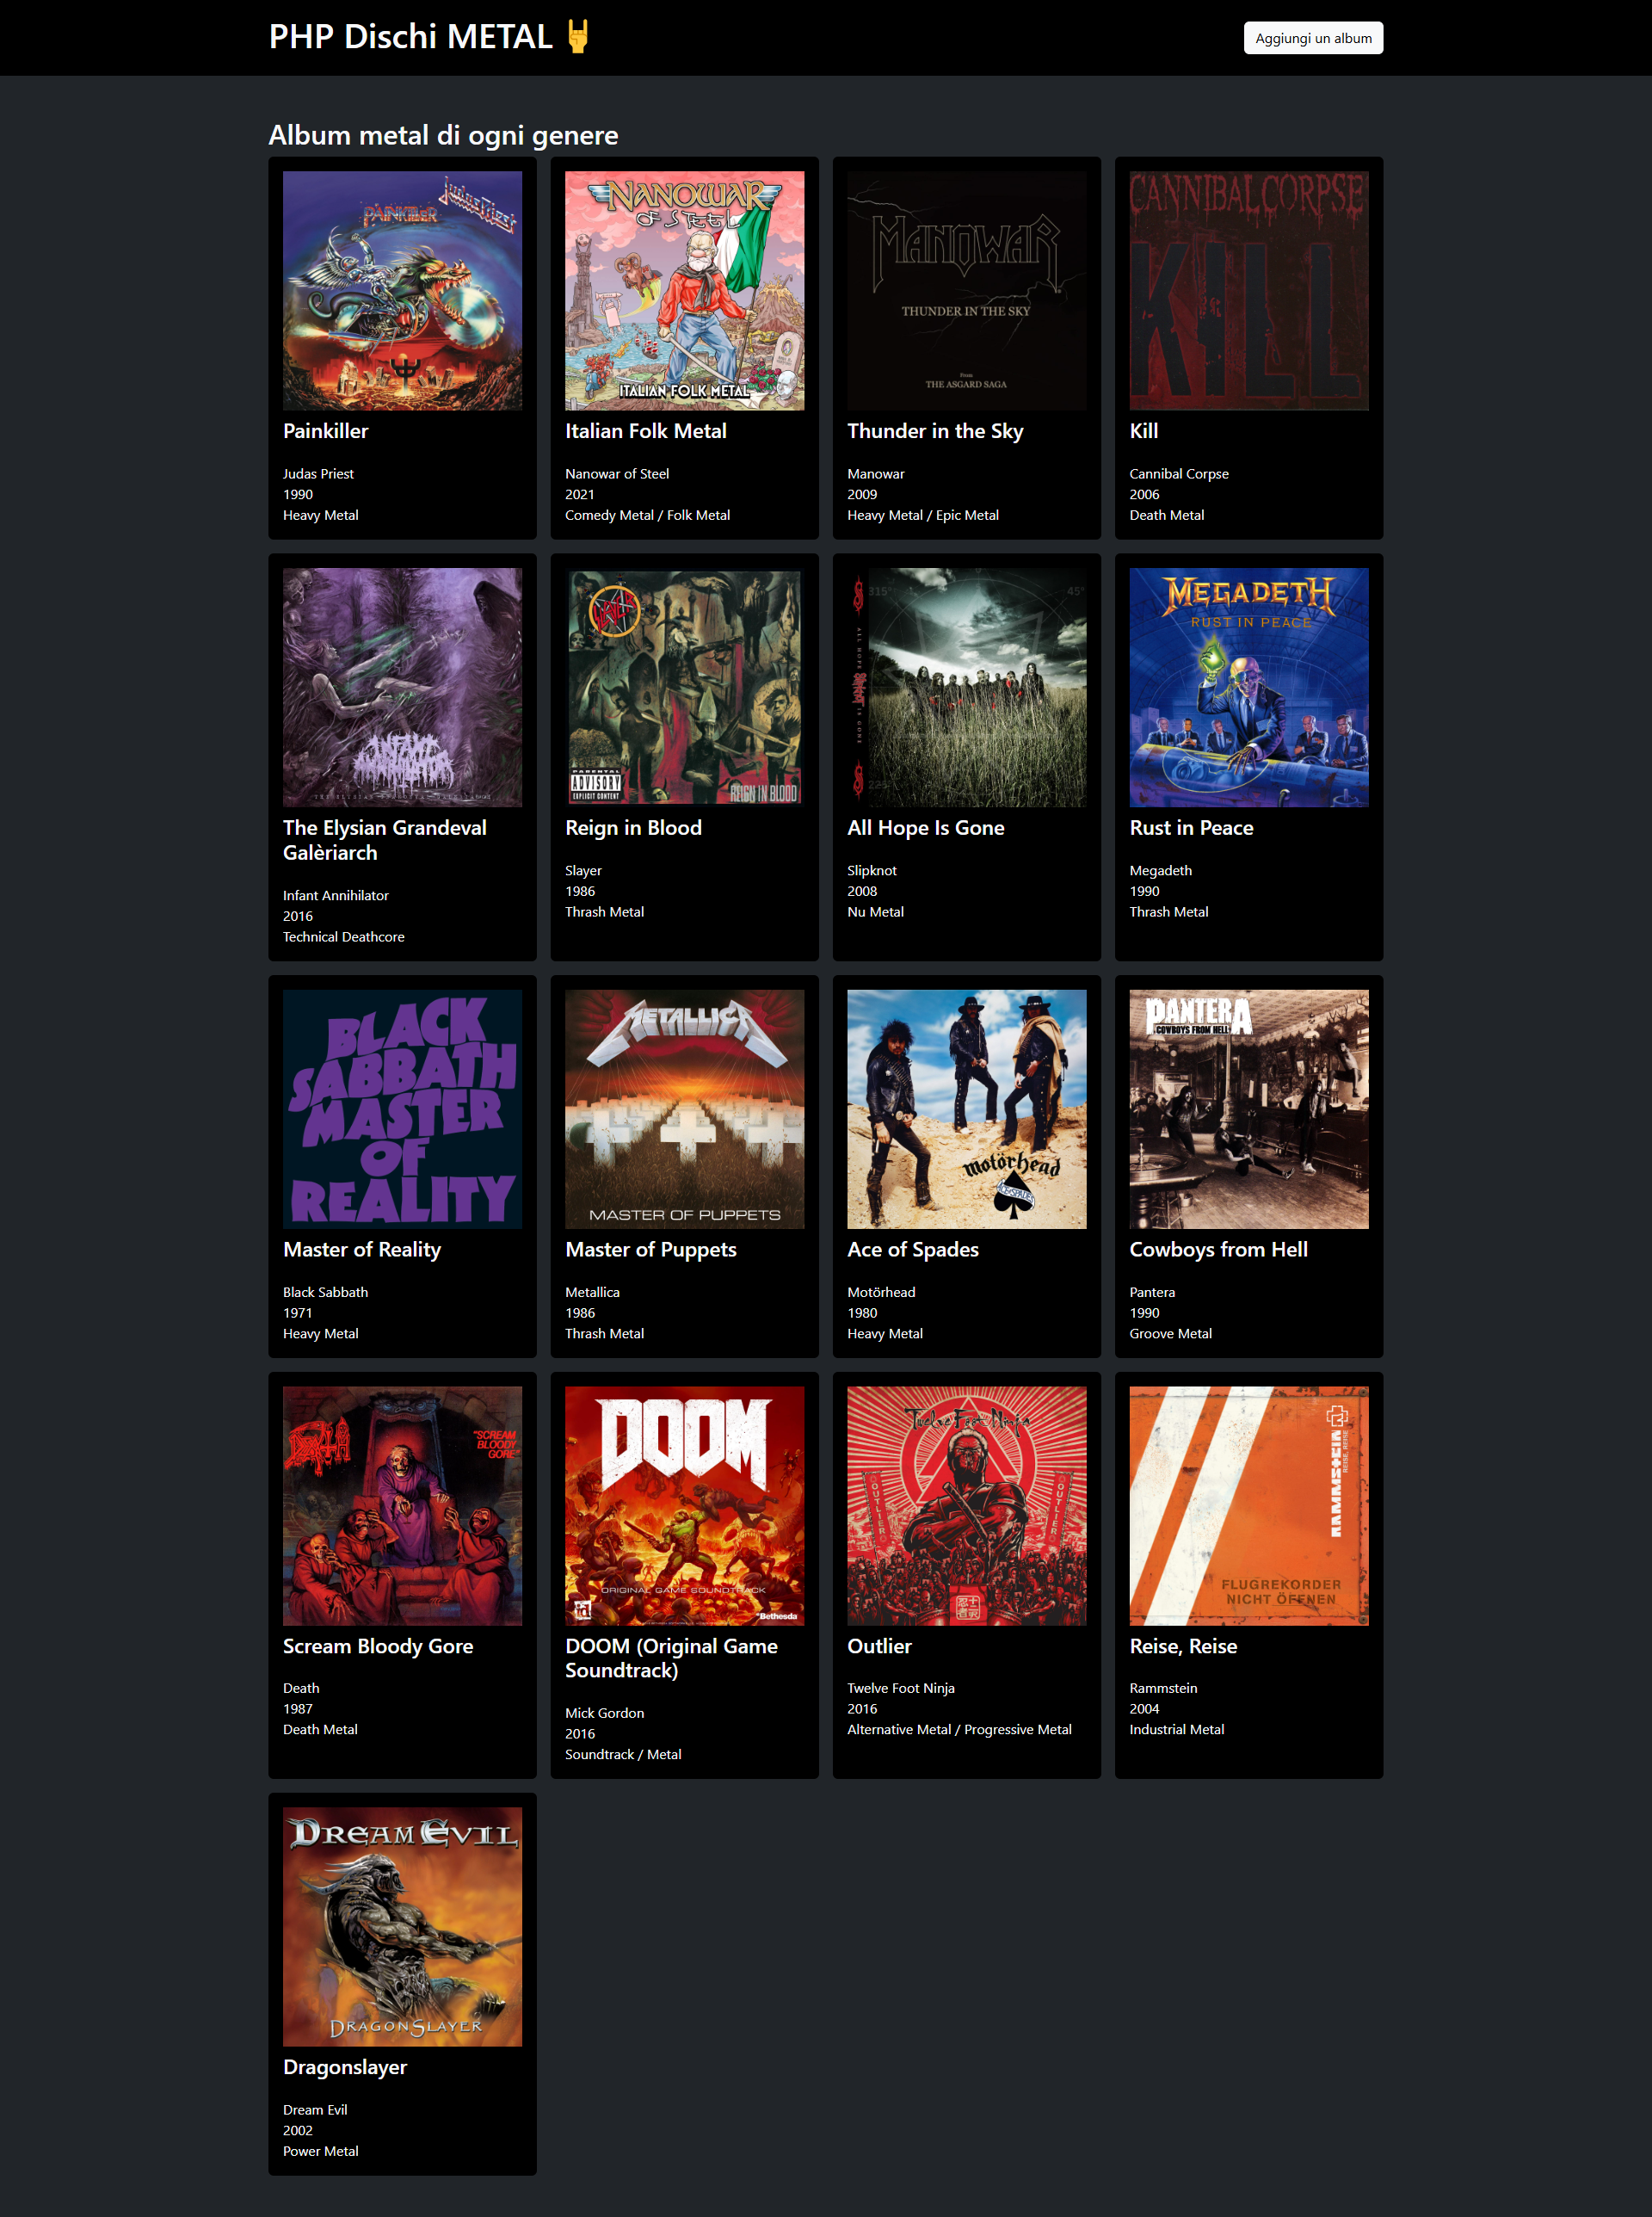 PHP Dischi METAL 🤘
Aggiungi un album
Album metal di ogni genere
Judas Priest
PAINKILLER
Painkiller
Judas Priest
1990
Heavy Metal
NANOWAR
OF STEEL
ITALIAN FOLK METAL
Italian Folk Metal
Nanowar of Steel
2021
Comedy Metal / Folk Metal
MANOWAR
THUNDER IN THE SKY
From
THE ASGARD SAGA
Thunder in the Sky
Manowar
2009
Heavy Metal / Epic Metal
CANNIBAL CORPSE
KILL
Kill
Cannibal Corpse
2006
Death Metal
INFANT
ANNIHILATOR
The Elysian Grandeval
Galèriarch
Infant Annihilator
2016
Technical Deathcore
SLAYER
PARENTAL
ADVISORY
EXPLICIT CONTENT
REIGN IN BLOOD
Reign in Blood
Slayer
1986
Thrash Metal
315°
45°
ALL HOPE IS GONE
225°
All Hope Is Gone
Slipknot
2008
Nu Metal
MEGADETH
RUST IN PEACE
Rust in Peace
Megadeth
1990
Thrash Metal
BLACK
SABBATH
MASTER
OF
REALITY
Master of Reality
Black Sabbath
1971
Heavy Metal
METALLICA
MASTER OF PUPPETS
Master of Puppets
Metallica
1986
Thrash Metal
Motörhead
ACE OF SPADES
Ace of Spades
Motörhead
1980
Heavy Metal
PANTERA
COWBOYS FROM HELL
Cowboys from Hell
Pantera
1990
Groove Metal
DEATH
"SCREAM
BLOODY
GORE"
Scream Bloody Gore
Death
1987
Death Metal
DOOM
ORIGINAL GAME SOUNDTRACK
id
Bethesda
DOOM (Original Game
Soundtrack)
Mick Gordon
2016
Soundtrack / Metal
Twelve Foot Ninja
OUTLIER
OUTLIER
Outlier
Twelve Foot Ninja
2016
Alternative Metal / Progressive Metal
RAMMSTEIN
REISE, REISE
FLUGREKORDER
NICHT ÖFFNEN
Reise, Reise
Rammstein
2004
Industrial Metal
DREAM EVIL
DRAGONSLAYER
Dragonslayer
Dream Evil
2002
Power Metal